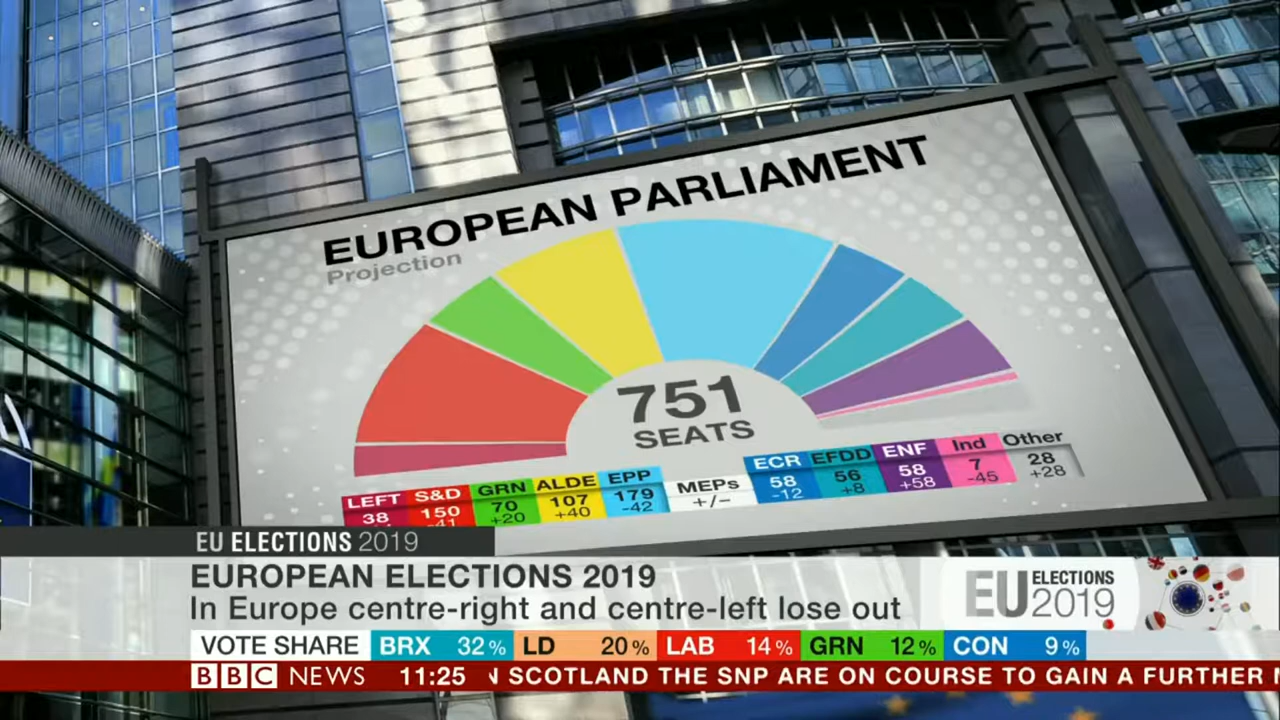 EUROPEAN PARLIAMENT
Projection
751
SEATS
LEFT S&D GRN ALDE EPP MEPs ECR EFDD ENF Ind Other
38 150 70 107 179 +/− 58 56 58 7 28
-41 +20 +40 -42 -12 +8 +58 -45 +28
EU ELECTIONS 2019
EUROPEAN ELECTIONS 2019
In Europe centre-right and centre-left lose out
EU ELECTIONS 2019
VOTE SHARE BRX 32% LD 20% LAB 14% GRN 12% CON 9%
BBC NEWS 11:25 SCOTLAND THE SNP ARE ON COURSE TO GAIN A FURTHER